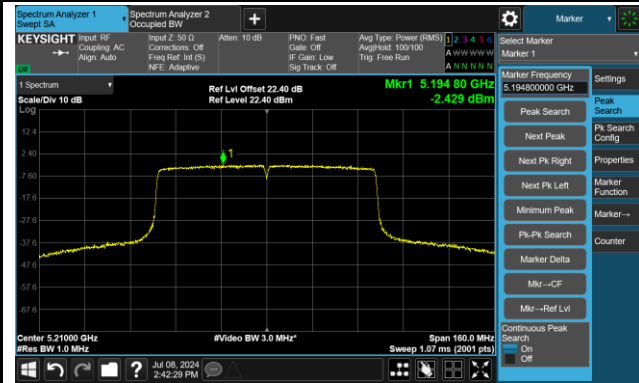 Spectrum Analyzer 1
Swept SA
Spectrum Analyzer 2
Occupied BW
+
Marker
KEYSIGHT
Input: RF
Coupling: AC
Align: Auto
Input Z: 50 Ω
Corrections: Off
Freq Ref: Int (S)
NFE: Adaptive
Atten: 10 dB
PNO: Fast
Gate: Off
IF Gain: Low
Sig Track: Off
Avg Type: Power (RMS)
Avg|Hold: 100/100
Trig: Free Run
1 2 3 4 5 6
A W W W W W
A N N N N N
Select Marker
Marker 1
1 Spectrum
Scale/Div 10 dB
Log
Ref Lvl Offset 22.40 dB
Ref Level 22.40 dBm
Mkr1 5.194 80 GHz
-2.429 dBm
12.4
2.40
-7.60
-17.6
-27.6
-37.6
-47.6
-57.6
-67.6
1
Center 5.21000 GHz
#Res BW 1.0 MHz
#Video BW 3.0 MHz*
Span 160.0 MHz
Sweep 1.07 ms (2001 pts)
Marker Frequency
5.194800000 GHz
Peak Search
Next Peak
Next Pk Right
Next Pk Left
Minimum Peak
Pk-Pk Search
Marker Delta
Mkr→CF
Mkr→Ref Lvl
Continuous Peak
Search
On
Off
Settings
Peak
Search
Pk Search
Config
Properties
Marker
Function
Marker→
Counter
?
Jul 08, 2024
2:42:29 PM